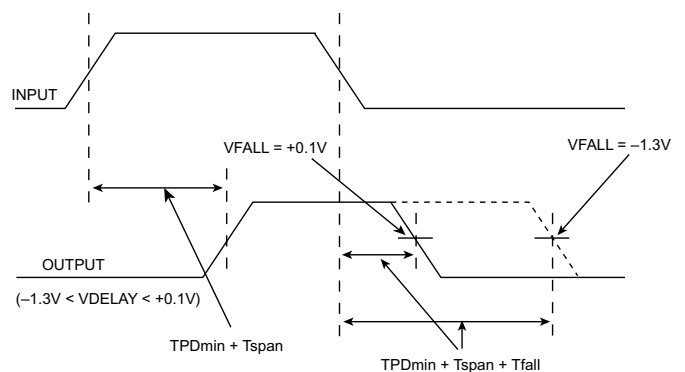 INPUT
VFALL = +0.1V
VFALL = –1.3V
OUTPUT
(–1.3V < VDELAY < +0.1V)
TPDmin + Tspan
TPDmin + Tspan + Tfall